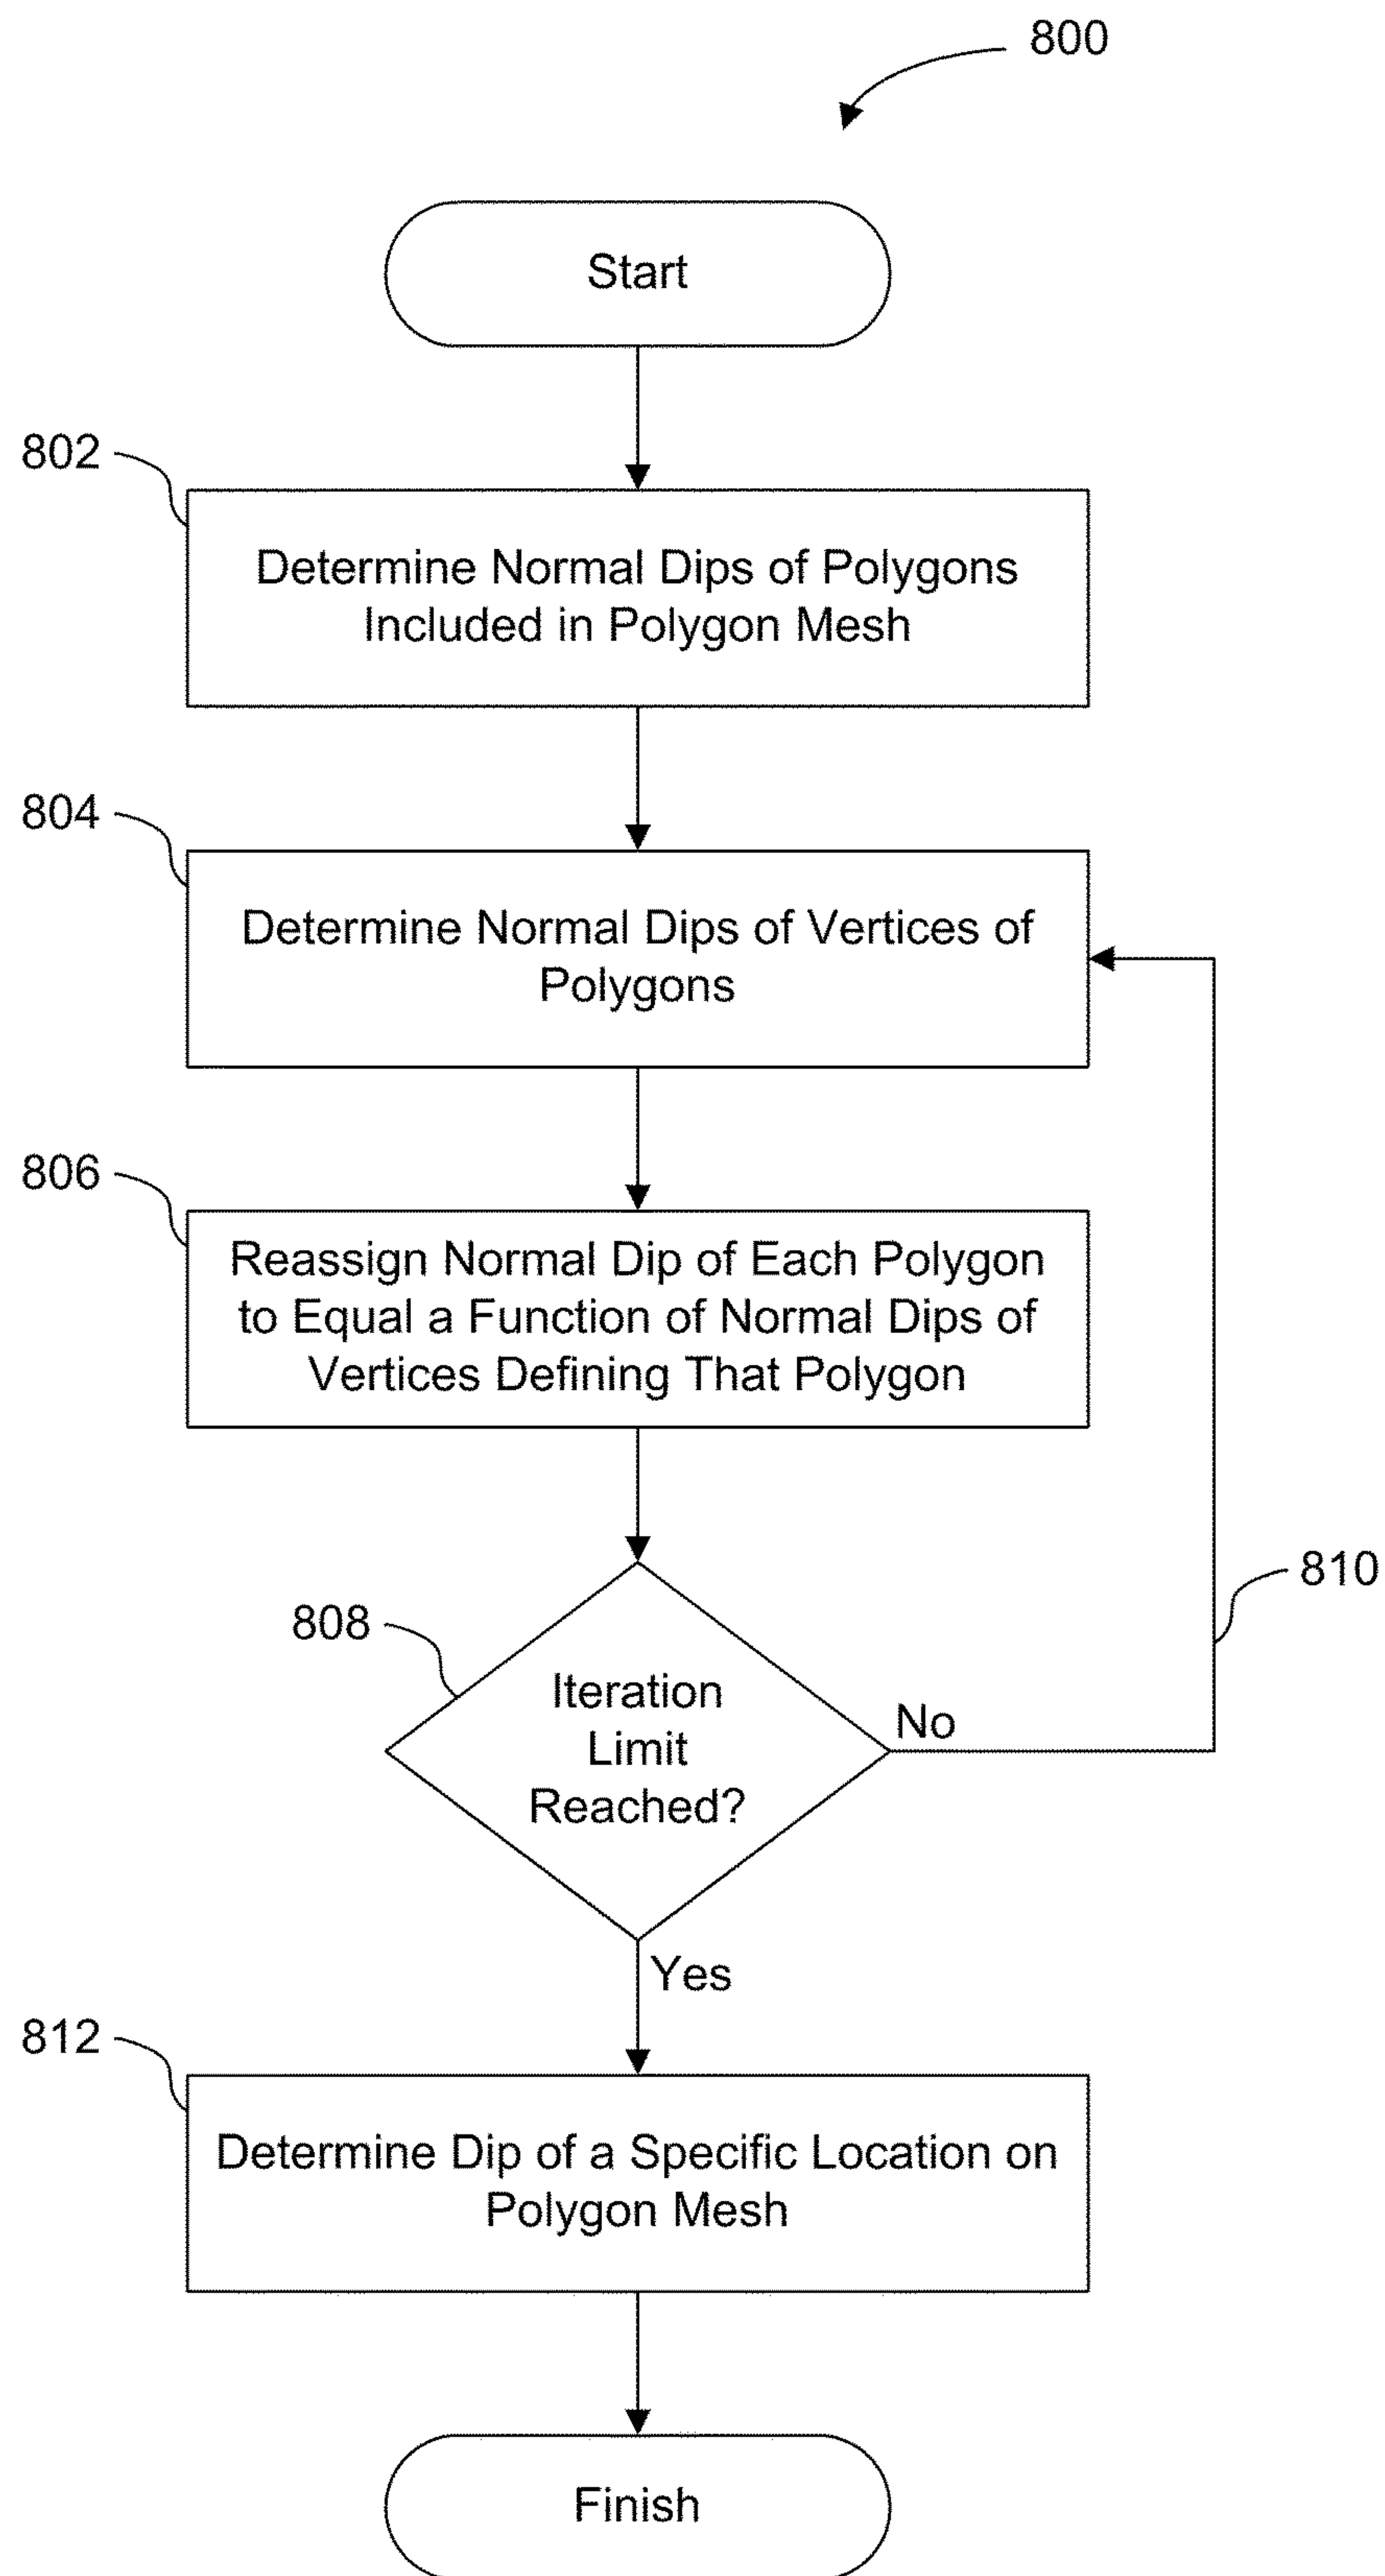 800
Start
802
Determine Normal Dips of Polygons
Included in Polygon Mesh
804
Determine Normal Dips of Vertices of
Polygons
806
Reassign Normal Dip of Each Polygon
to Equal a Function of Normal Dips of
Vertices Defining That Polygon
810
808
Iteration
Limit
Reached?
No
Yes
812
Determine Dip of a Specific Location on
Polygon Mesh
Finish